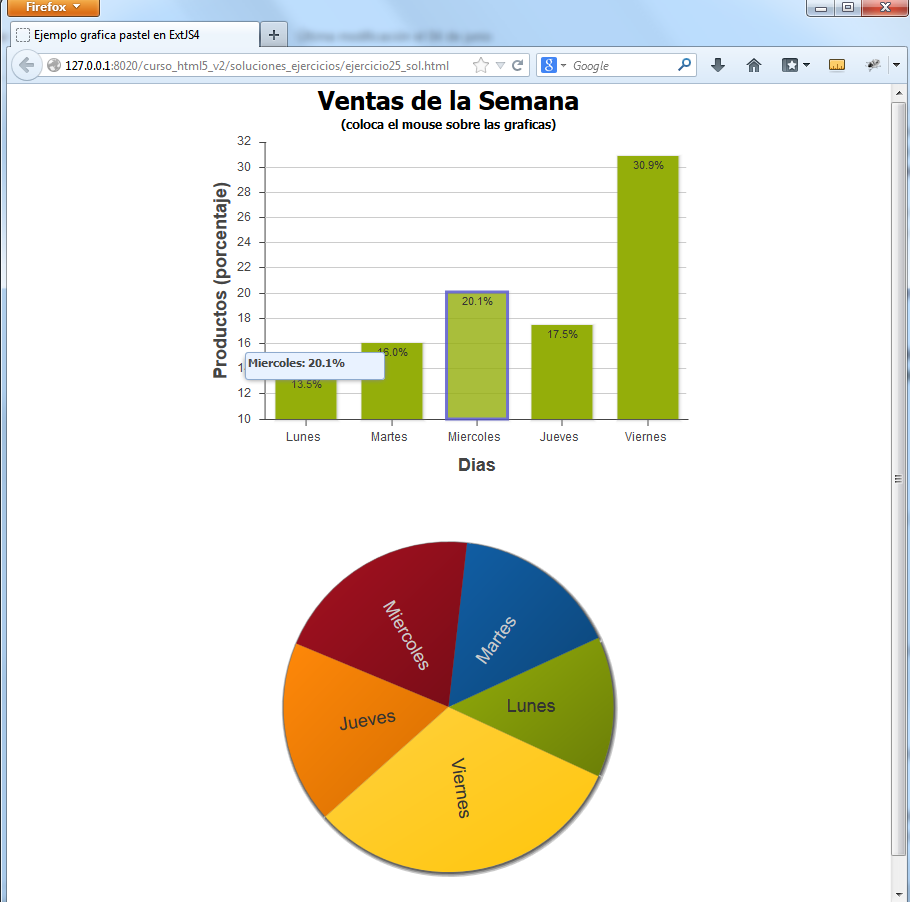 Firefox
Ejemplo grafica pastel en ExtJS4
127.0.0.1:8020/curso_html5_v2/soluciones_ejercicios/ejercicio25_sol.html
Google
Ventas de la Semana
(coloca el mouse sobre las graficas)
Productos (porcentaje)
32
30
28
26
24
22
20
18
16
12
10
30.9%
20.1%
17.5%
16.0%
Miercoles: 20.1%
13.5%
Lunes Martes Miercoles Jueves Viernes
Dias
Miercoles
Martes
Lunes
Jueves
Viernes